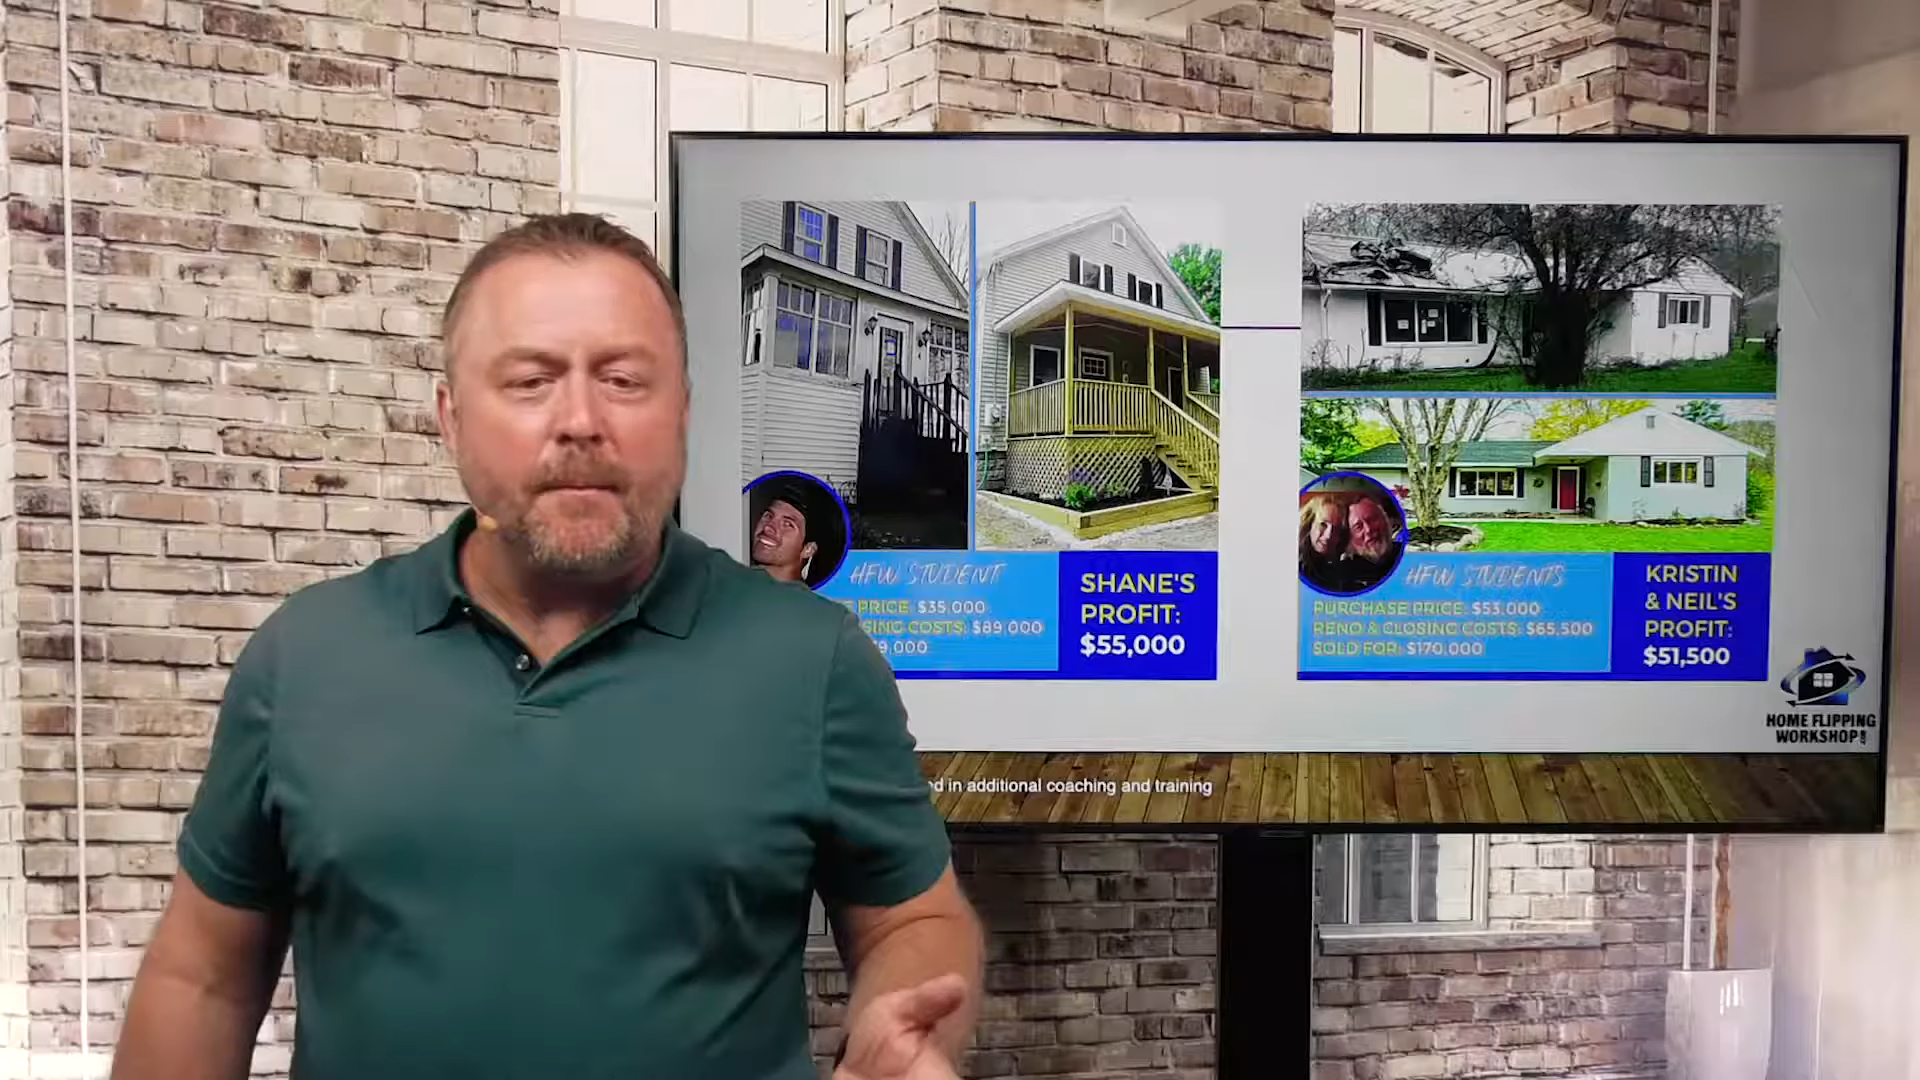 HFW STUDENT
PRICE: $35,000
SING COSTS: $89,000
9,000
SHANE'S
PROFIT:
$55,000
HFW STUDENTS
PURCHASE PRICE: $53,000
RENO & CLOSING COSTS: $65,500
SOLD FOR: $170,000
KRISTIN
& NEIL'S
PROFIT:
$51,500
HOME FLIPPING
WORKSHOP
in additional coaching and training